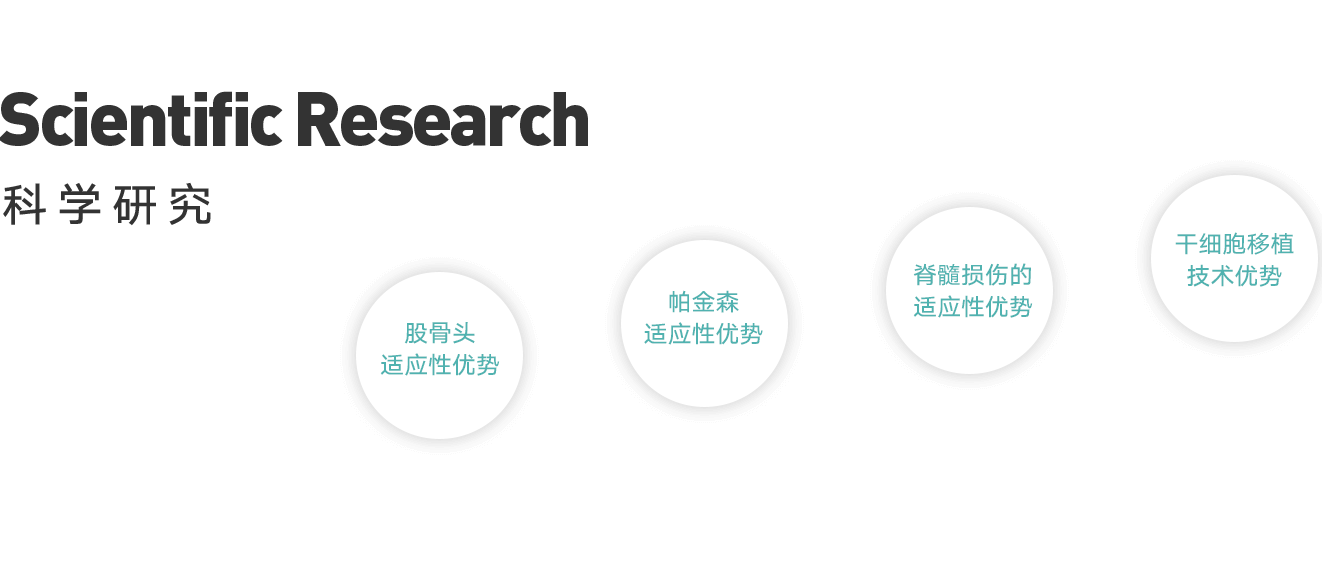 Scientific Research
科学研究
股骨头
适应性优势
帕金森
适应性优势
脊髓损伤的
适应性优势
干细胞移植
技术优势